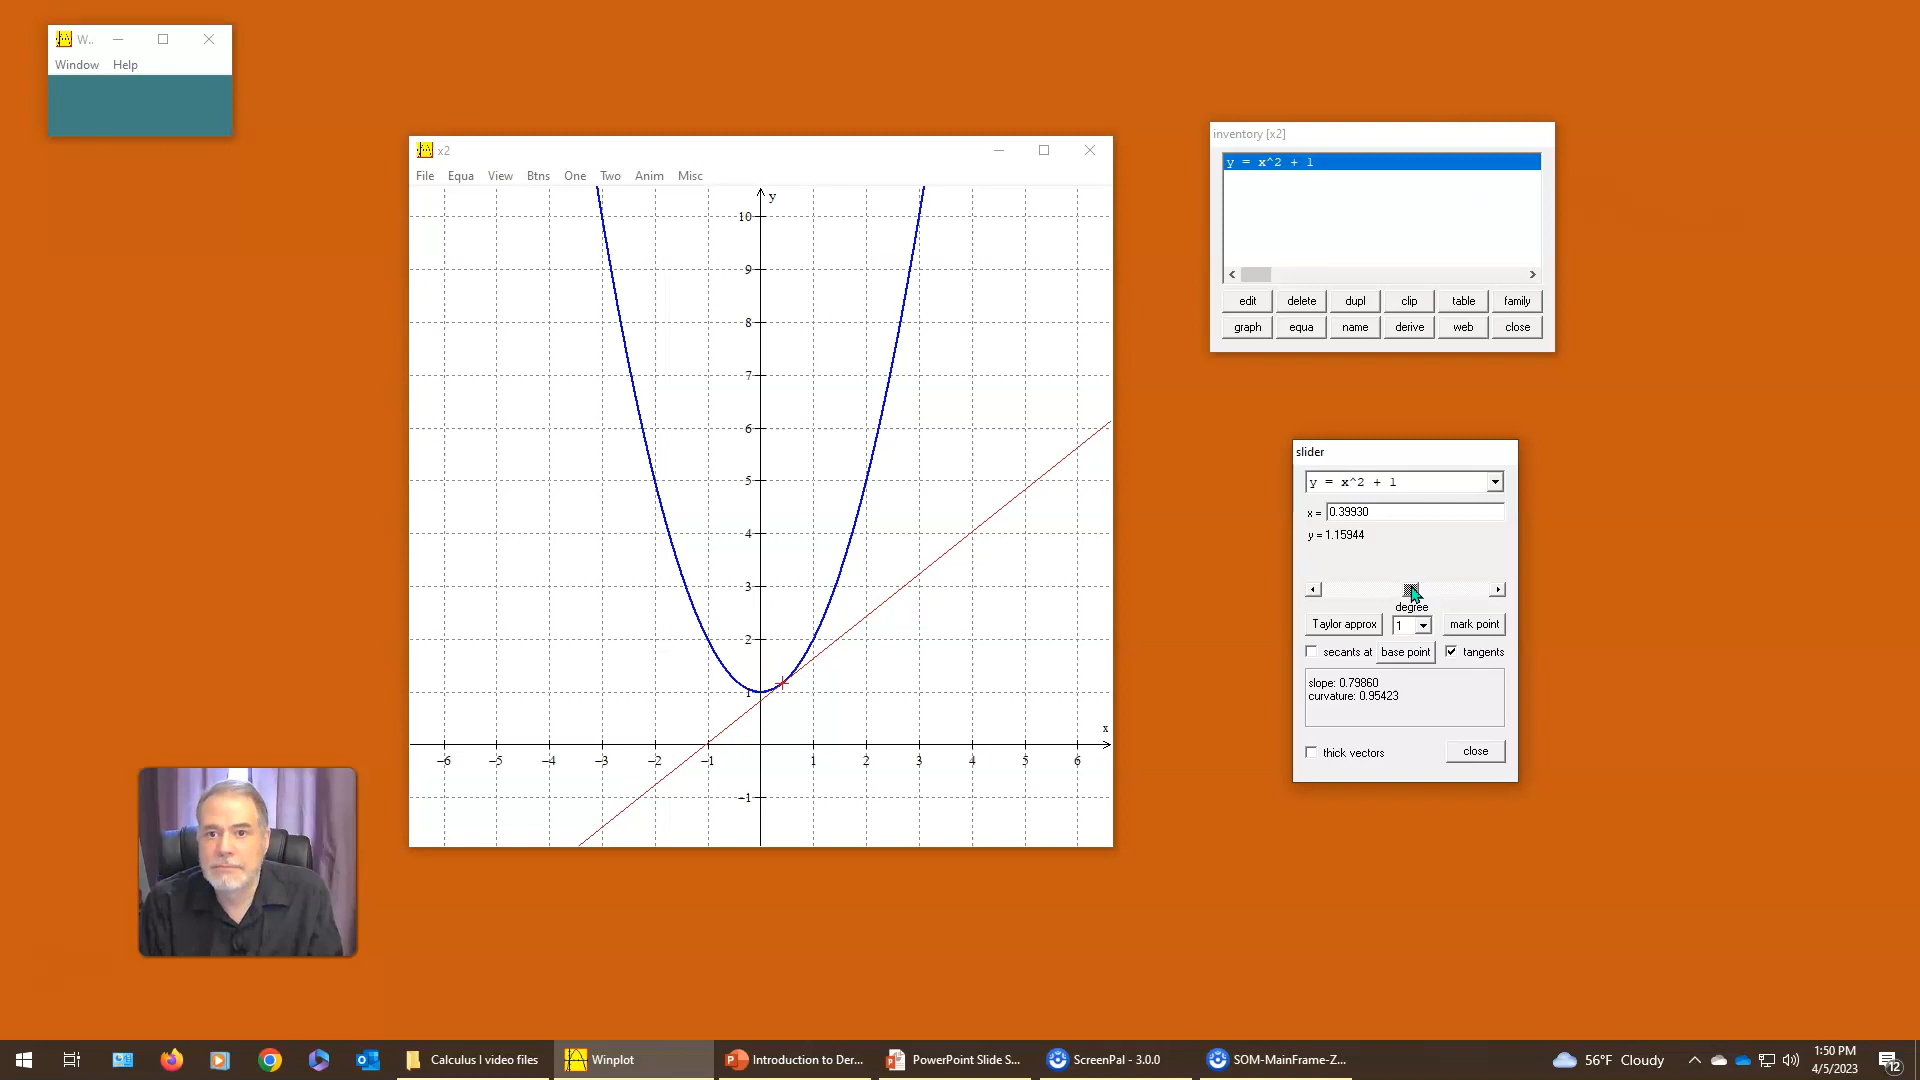 W..
Window Help
x2
File Equa View Btns One Two Anim Misc
y
10
9
8
7
6
5
4
3
2
1
x
-6 -5 -4 -3 -2 -1 1 2 3 4 5 6
-1
inventory [x2]
y = x^2 + 1
edit delete dupl clip table family
graph equa name derive web close
slider
y = x^2 + 1
x = 0.39930
y = 1.15944
degree
Taylor approx 1 mark point
secants at base point tangents
slope: 0.79860
curvature: 0.95423
thick vectors close
Calculus I video files Winplot Introduction to Der... PowerPoint Slide S... ScreenPal - 3.0.0 SOM-MainFrame-Z... 56°F Cloudy 1:50 PM
4/5/2023
12